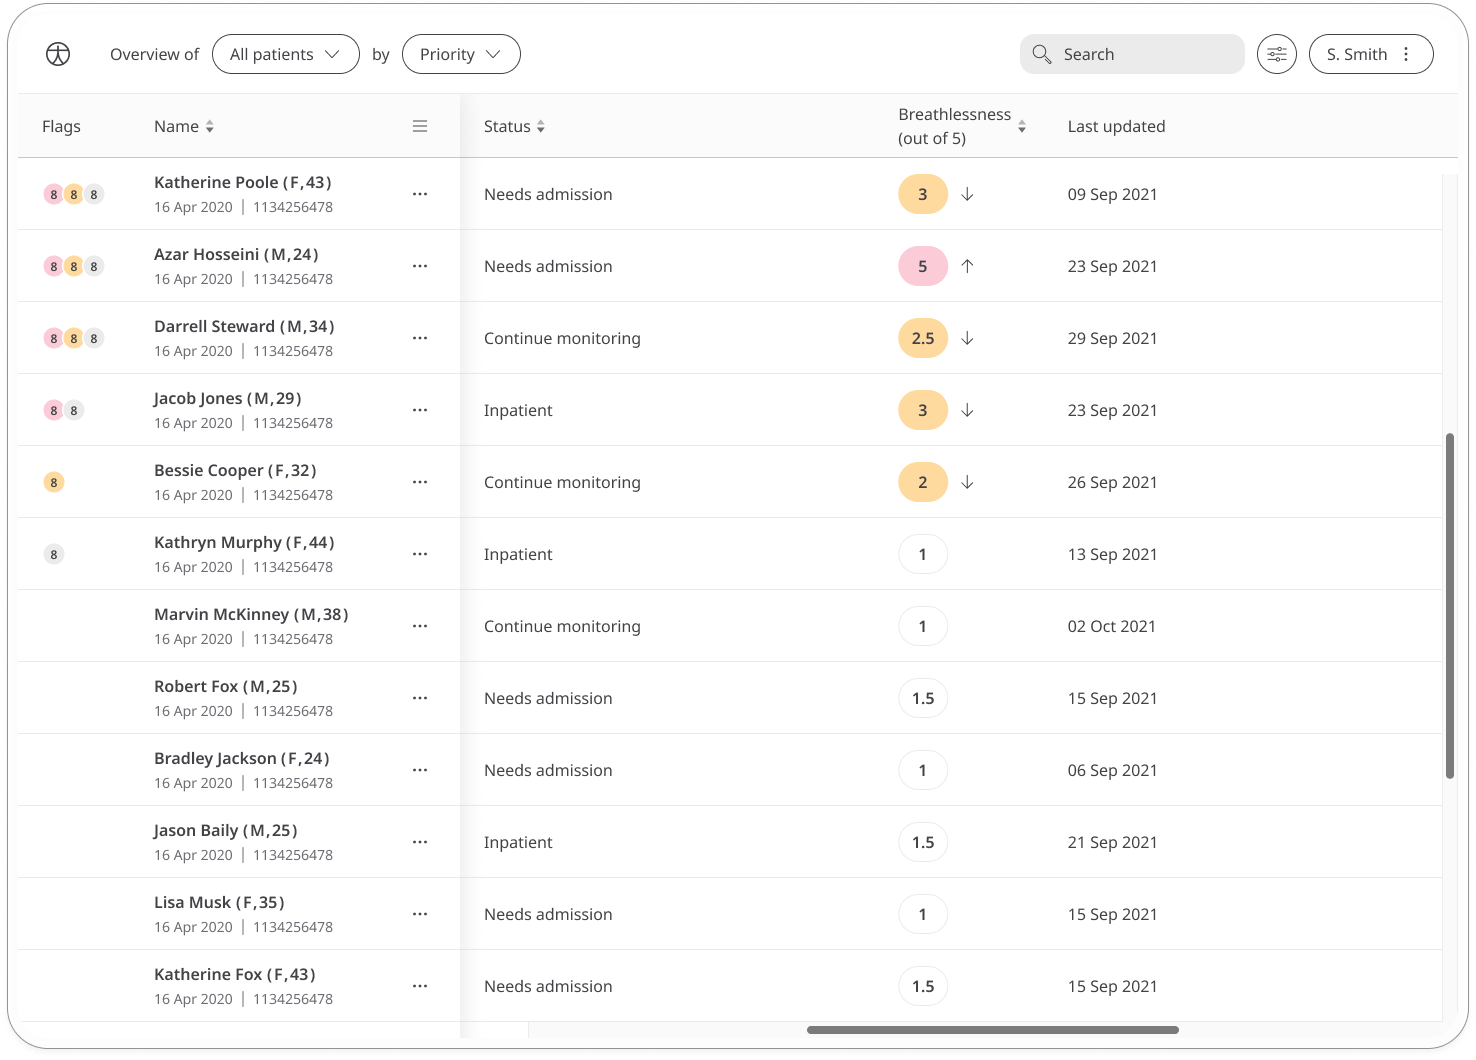 Overview of All patients by Priority Search S. Smith
Flags Name Status Breathlessness (out of 5) Last updated
8 8 8 Katherine Poole (F,43) Needs admission 3 ↓ 09 Sep 2021
16 Apr 2020 | 1134256478
8 8 8 Azar Hosseini (M,24) Needs admission 5 ↑ 23 Sep 2021
16 Apr 2020 | 1134256478
8 8 8 Darrell Steward (M,34) Continue monitoring 2.5 ↓ 29 Sep 2021
16 Apr 2020 | 1134256478
8 8 Jacob Jones (M,29) Inpatient 3 ↓ 23 Sep 2021
16 Apr 2020 | 1134256478
8 Bessie Cooper (F,32) Continue monitoring 2 ↓ 26 Sep 2021
16 Apr 2020 | 1134256478
8 Kathryn Murphy (F,44) Inpatient 1 13 Sep 2021
16 Apr 2020 | 1134256478
Marvin McKinney (M,38) Continue monitoring 1 02 Oct 2021
16 Apr 2020 | 1134256478
Robert Fox (M,25) Needs admission 1.5 15 Sep 2021
16 Apr 2020 | 1134256478
Bradley Jackson (F,24) Needs admission 1 06 Sep 2021
16 Apr 2020 | 1134256478
Jason Baily (M,25) Inpatient 1.5 21 Sep 2021
16 Apr 2020 | 1134256478
Lisa Musk (F,35) Needs admission 1 15 Sep 2021
16 Apr 2020 | 1134256478
Katherine Fox (F,43) Needs admission 1.5 15 Sep 2021
16 Apr 2020 | 1134256478